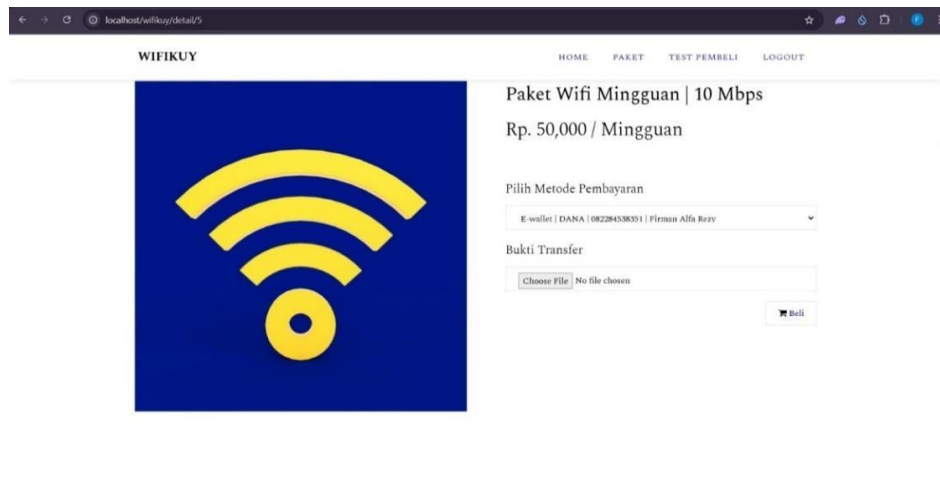 localhost/wifikuy/detail/5
WIFIKUY
HOME PAKET TEST PEMBELI LOGOUT
Paket Wifi Mingguan | 10 Mbps
Rp. 50,000 / Mingguan
Pilih Metode Pembayaran
E-wallet | DANA | 082284538351 | Firman Alfa Rezy
Bukti Transfer
Choose File No file chosen
Beli